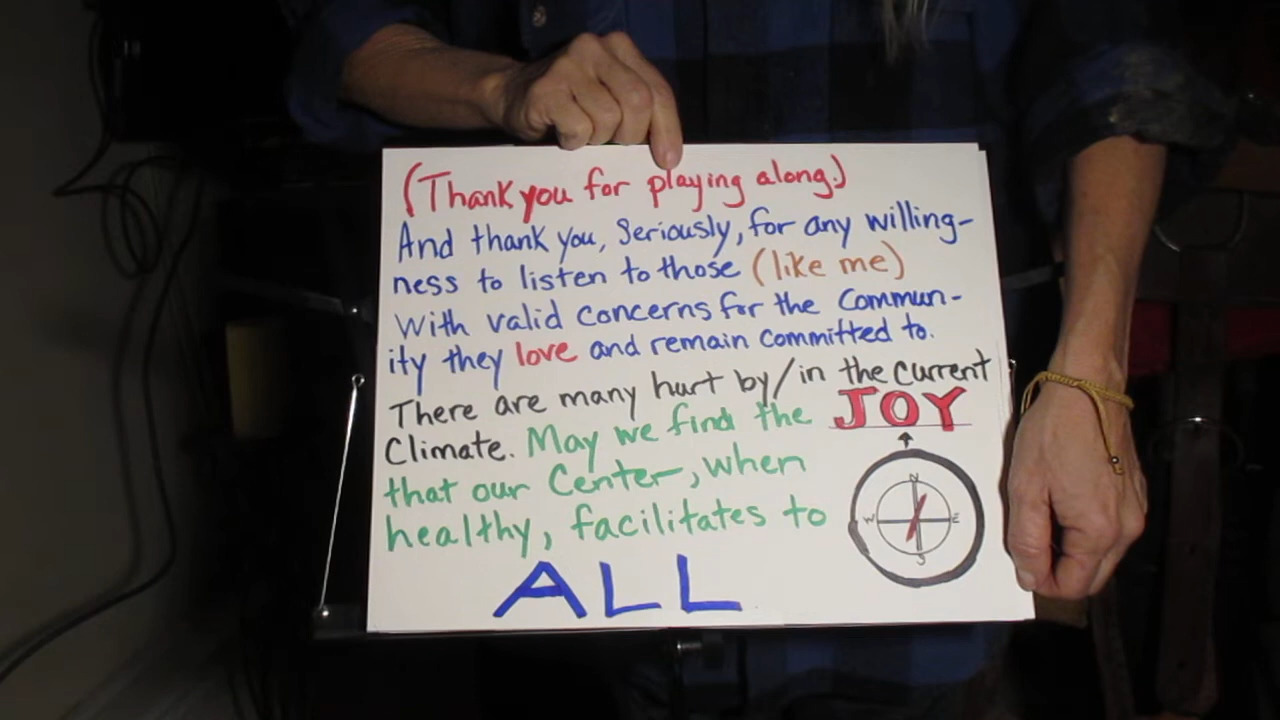 (Thank you for playing along.)
And thank you, Seriously, for any willing-
ness to listen to those (like me)
With valid concerns for the Commun-
ity they love and remain committed to.
There are many hurt by/in the current
Climate. May we find the JOY
that our Center, when
healthy, facilitates to
ALL
N
W E
S